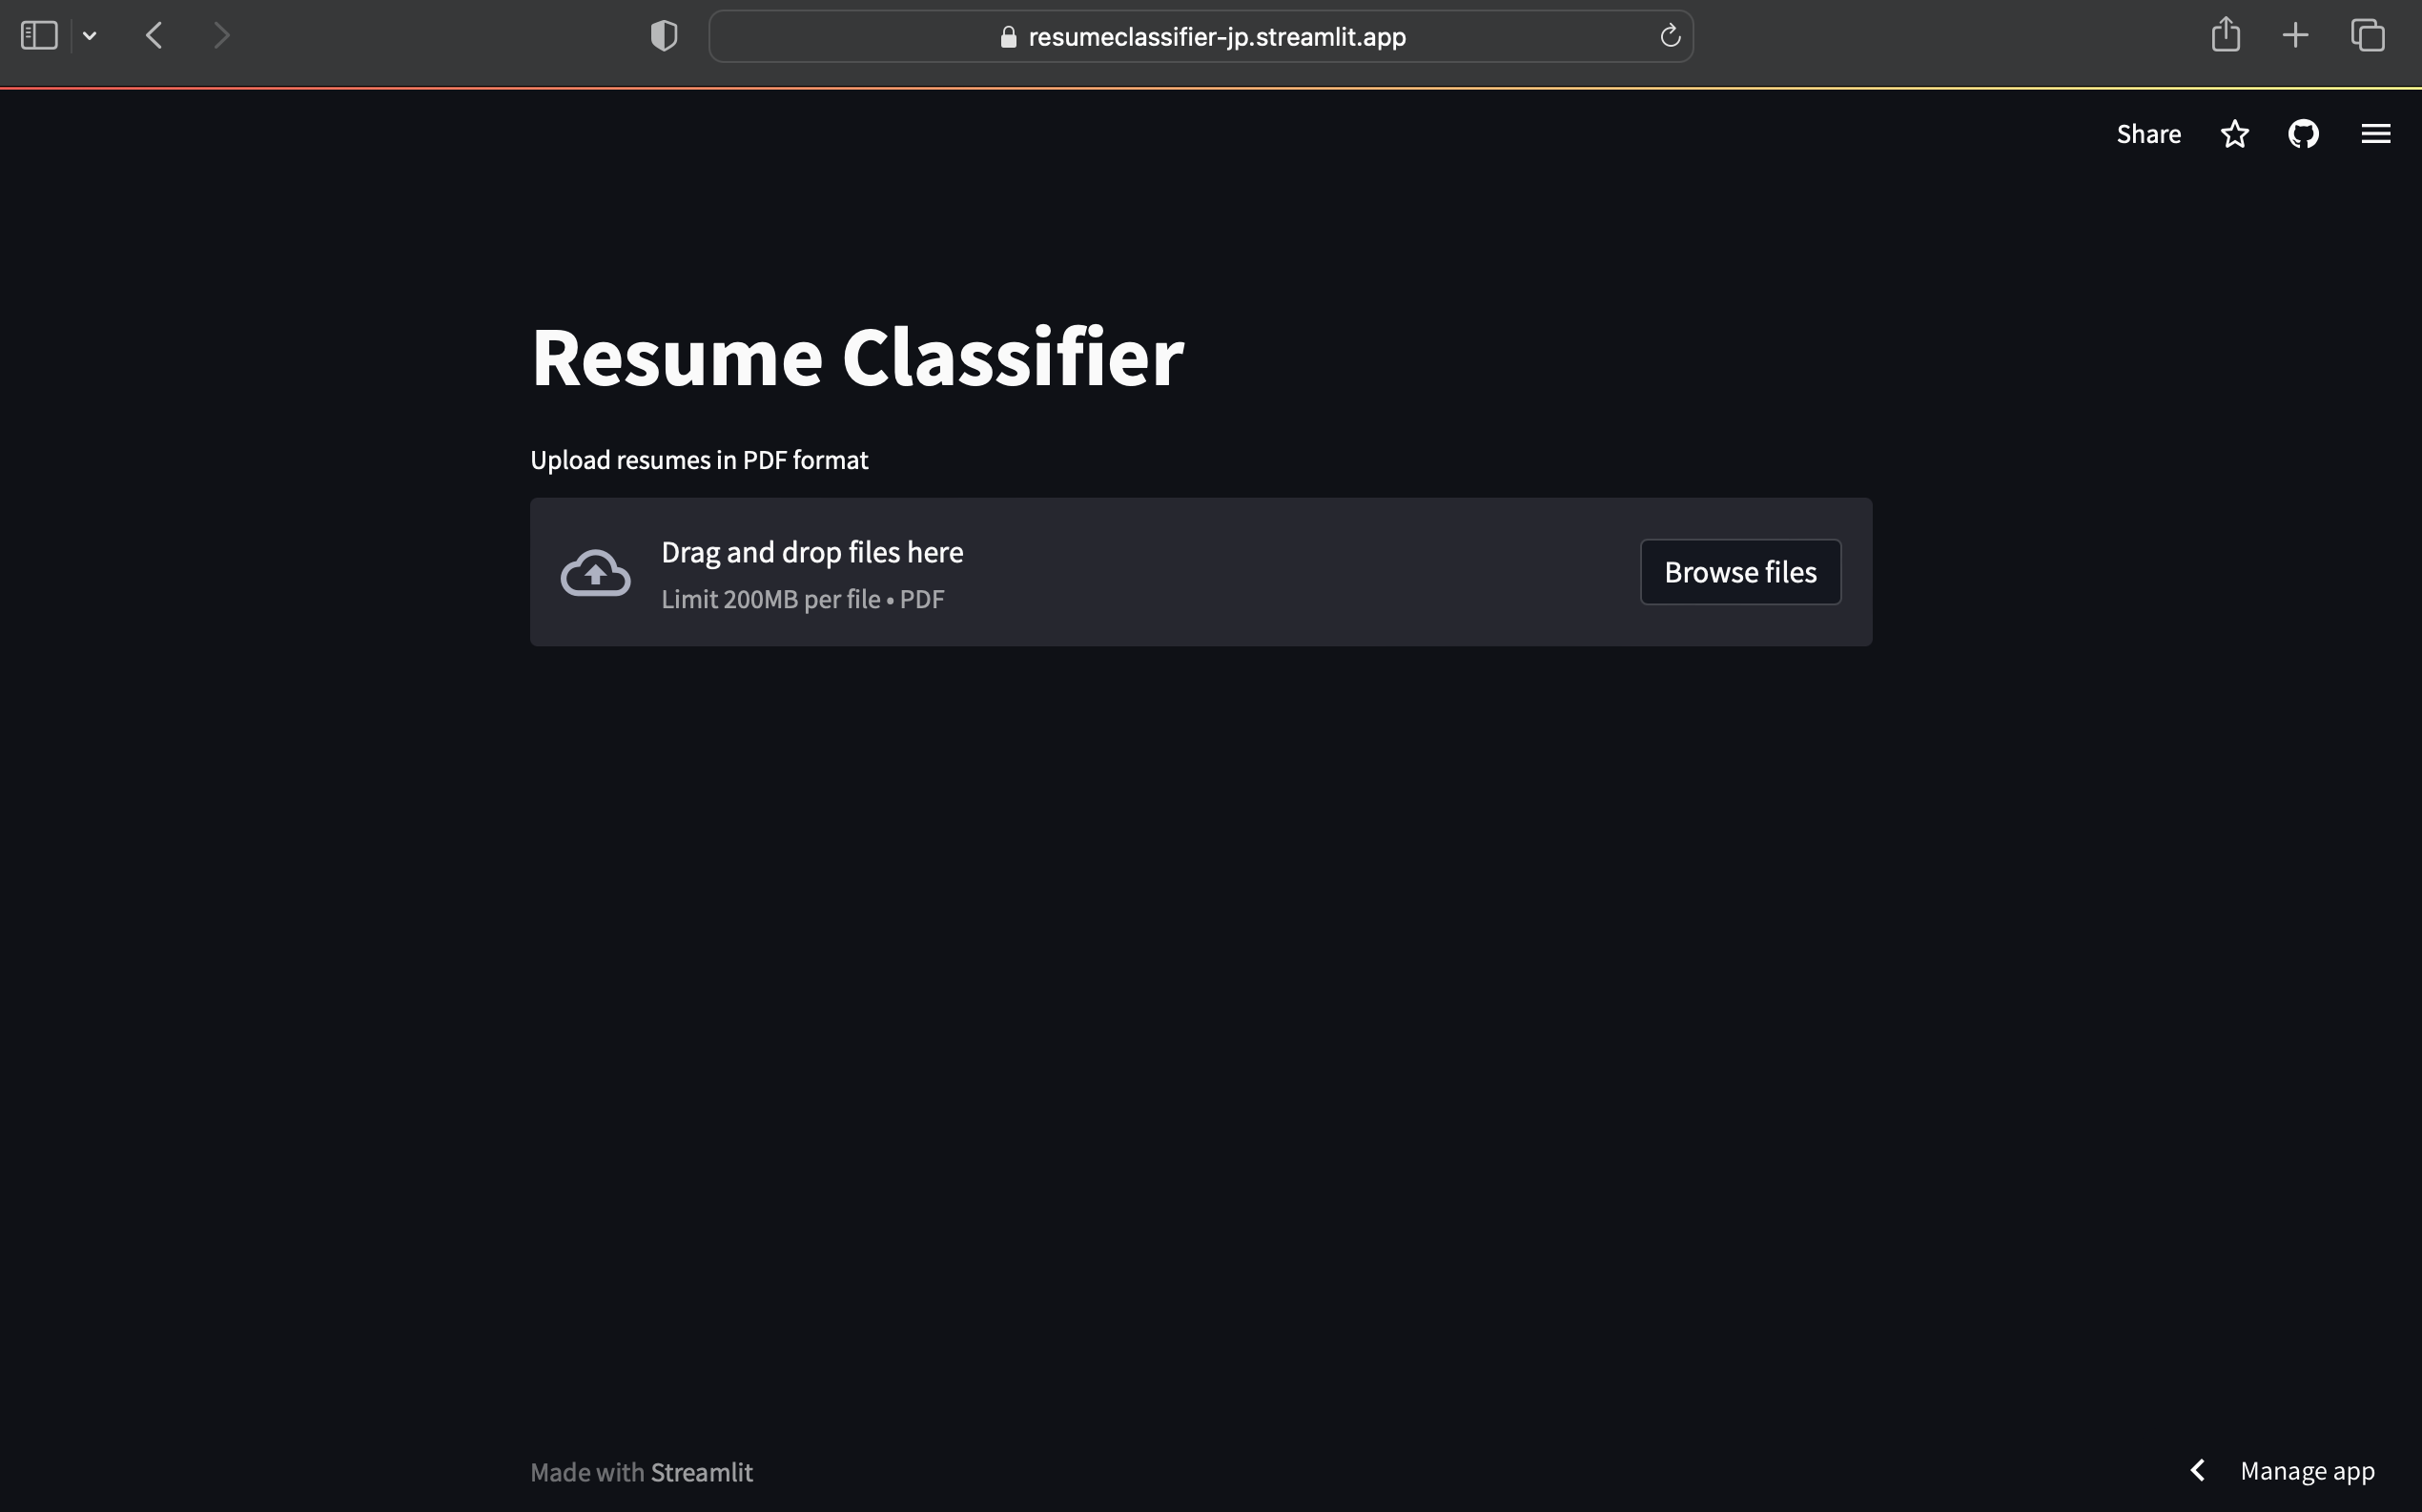 resumeclassifier-jp.streamlit.app
Share
Resume Classifier
Upload resumes in PDF format
Drag and drop files here
Limit 200MB per file • PDF
Browse files
Made with Streamlit
Manage app